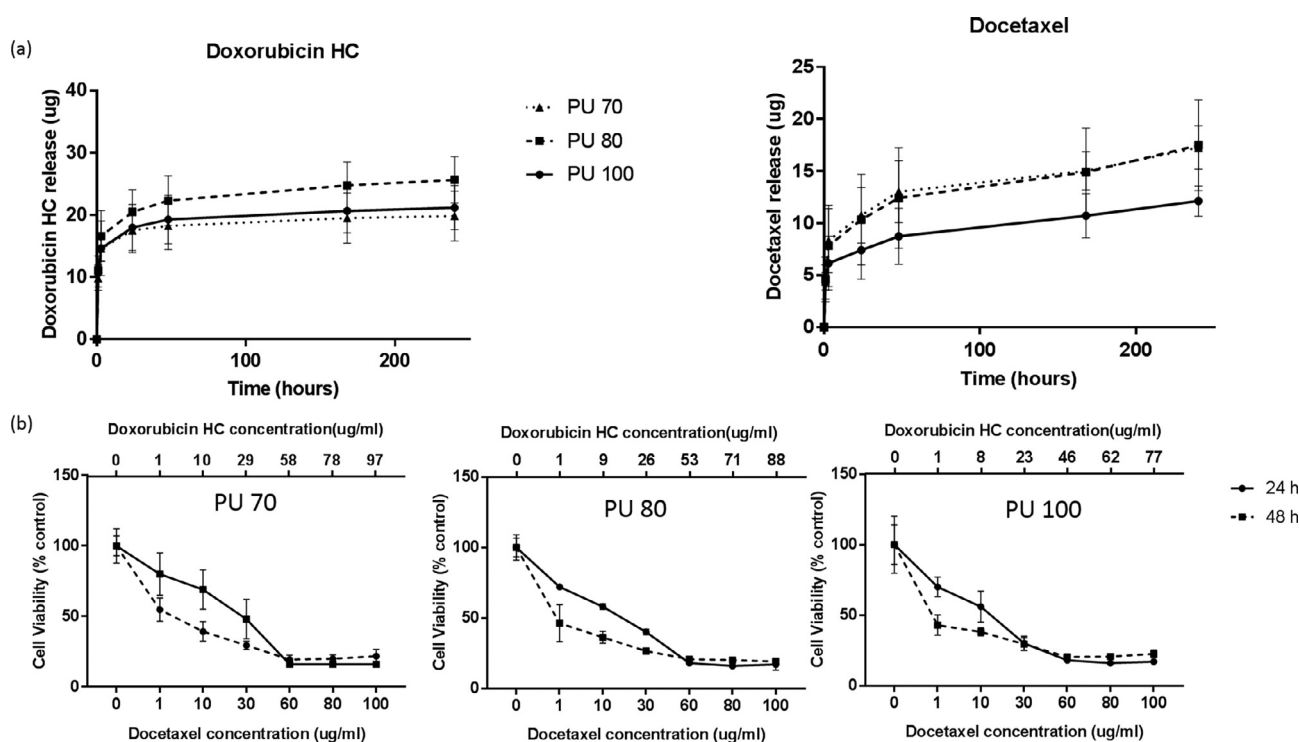 (a)
Doxorubicin HC
Doxorubicin HC release (ug)
40
30
20
10
0
0
100
200
Time (hours)
PU 70
PU 80
PU 100
Docetaxel
Docetaxel release (ug)
25
20
15
10
5
0
0
100
200
Time (hours)
(b)
Doxorubicin HC concentration(ug/ml)
0 1 10 29 58 78 97
PU 70
Cell Viability (% control)
150
100
50
0
0 1 10 30 60 80 100
Docetaxel concentration (ug/ml)
Doxorubicin HC concentration(ug/ml)
0 1 9 26 53 71 88
PU 80
Cell Viability (% control)
150
100
50
0
0 1 10 30 60 80 100
Docetaxel concentration (ug/ml)
Doxorubicin HC concentration(ug/ml)
0 1 8 23 46 62 77
PU 100
Cell Viability (% control)
150
100
50
0
0 1 10 30 60 80 100
Docetaxel concentration (ug/ml)
24 h
48 h